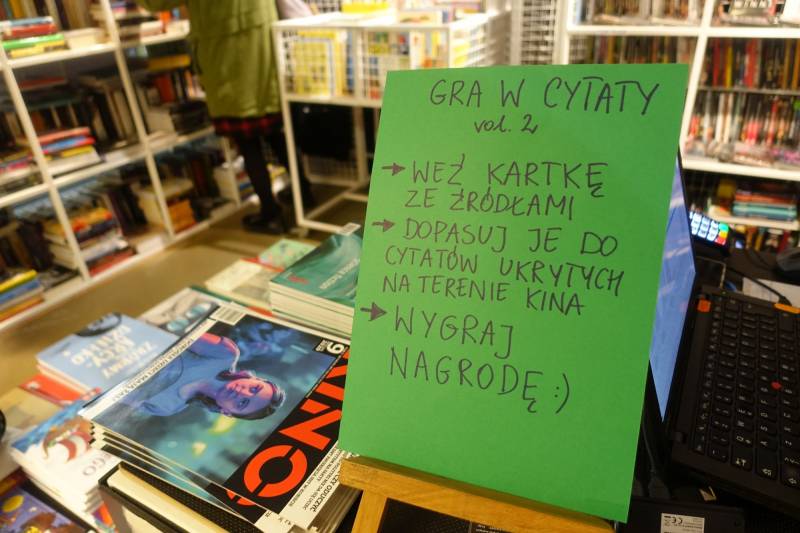 GRA W CYTATY
vol. 2
→ WEŹ KARTKĘ
ZE ŹRÓDŁAMI
→ DOPASUJ JE DO
CYTATÓW UKRYTYCH
NA TERENIE KINA
→ WYGRAJ
NAGRODĘ :)
KINO
9